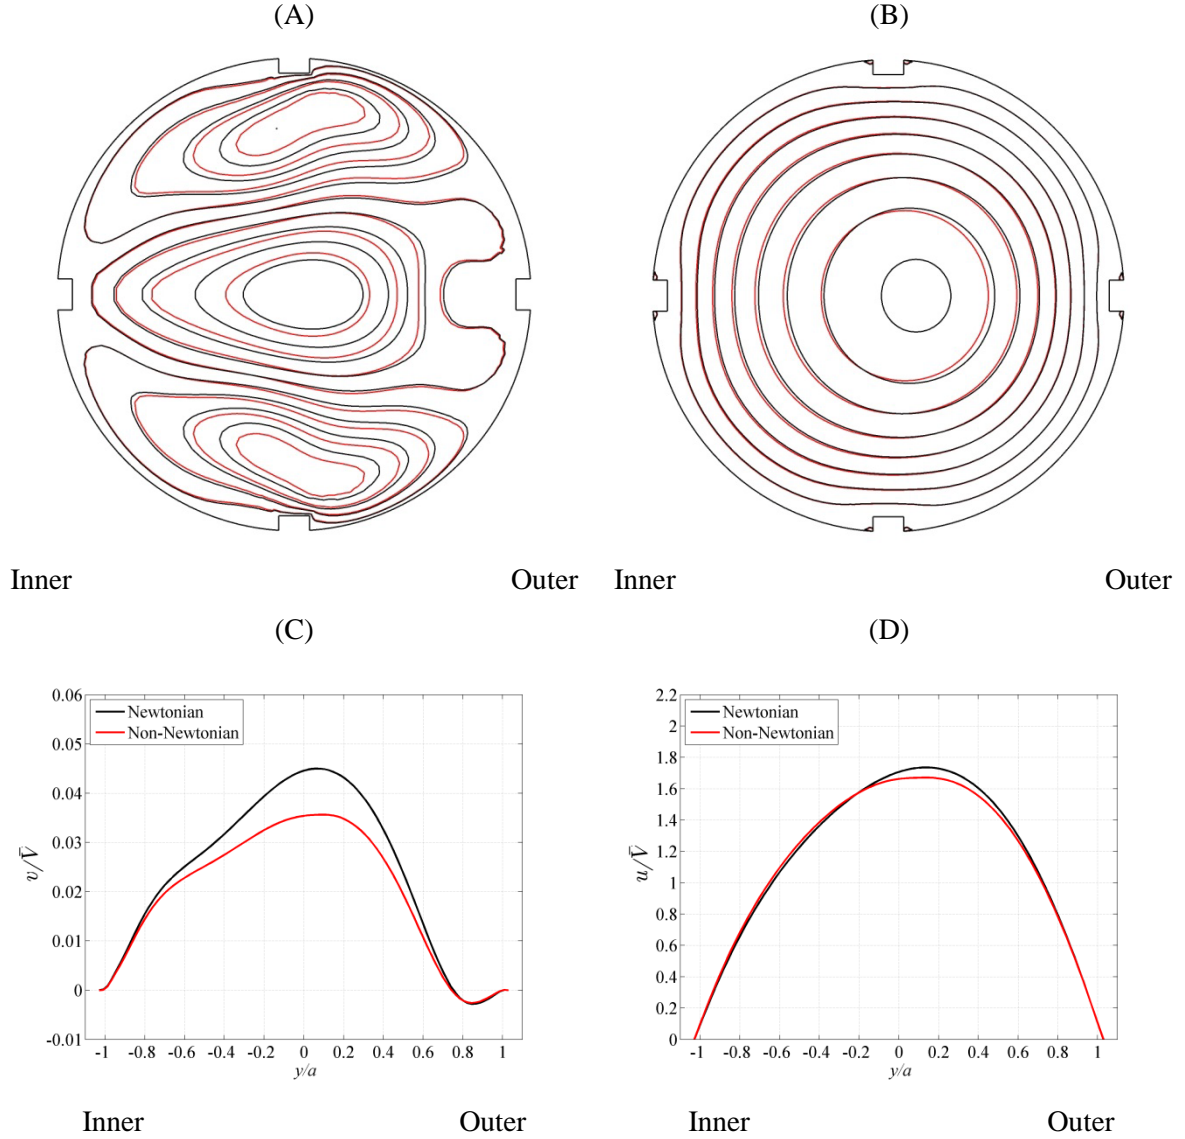 (A) (B)
Inner Outer Inner Outer
(C) (D)
0.06
0.05
0.04
0.03
0.02
0.01
0
-0.01
v/V̄
Newtonian
Non-Newtonian
-1 -0.8 -0.6 -0.4 -0.2 0 0.2 0.4 0.6 0.8 1
y/a
Inner Outer
2.2
2
1.8
1.6
1.4
1.2
1
0.8
0.6
0.4
0.2
0
u/V̄
Newtonian
Non-Newtonian
-1 -0.8 -0.6 -0.4 -0.2 0 0.2 0.4 0.6 0.8 1
y/a
Inner Outer